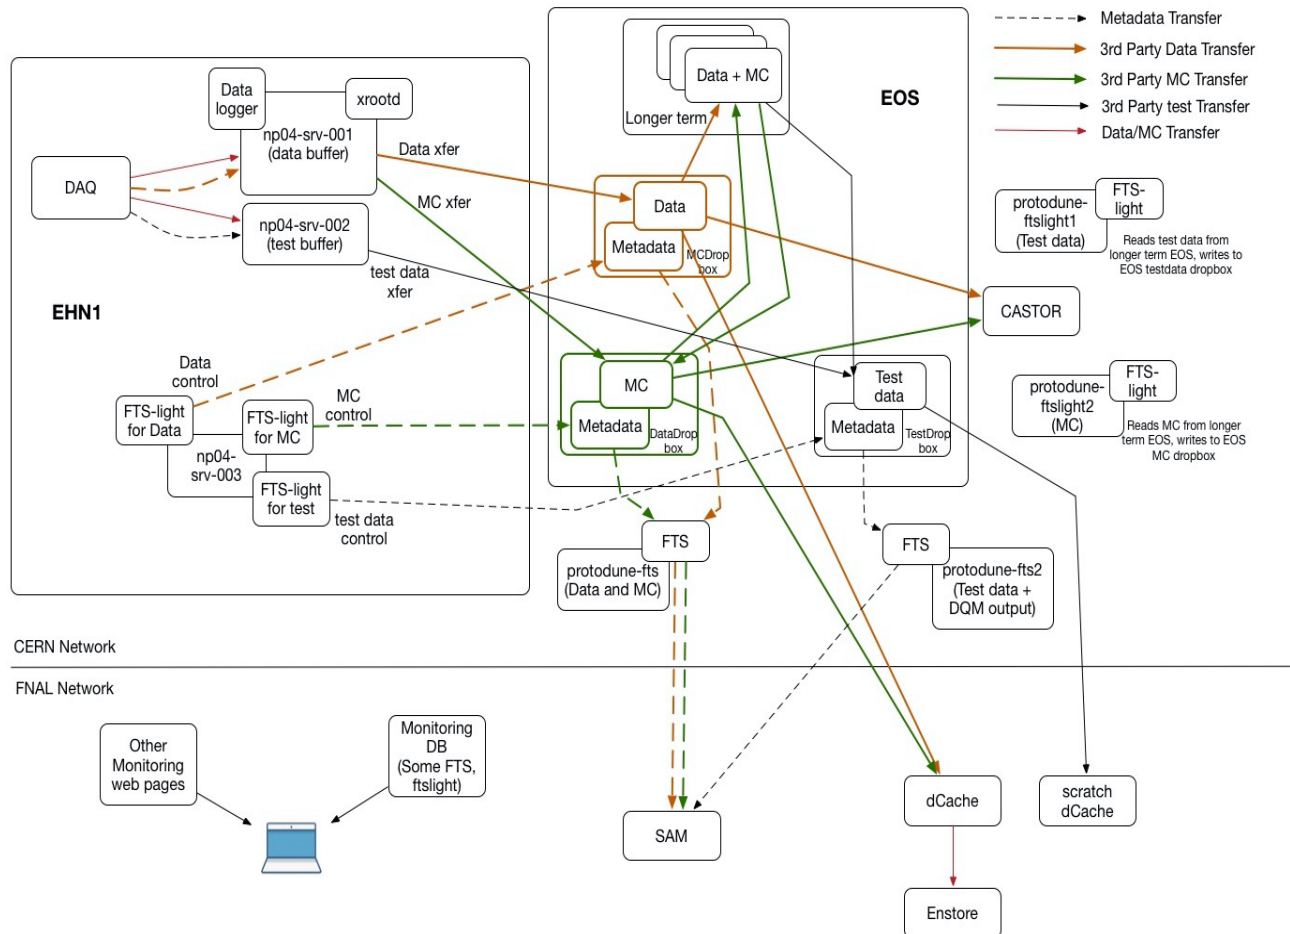 Metadata Transfer
3rd Party Data Transfer
3rd Party MC Transfer
3rd Party test Transfer
Data/MC Transfer
EOS
Data + MC
Longer term
Data
logger
xrootd
np04-srv-001
(data buffer)
DAQ
np04-srv-002
(test buffer)
Data xfer
MC xfer
test data
xfer
EHN1
Data
Metadata
MCDrop
box
protodune-
ftslight1
(Test data)
FTS-
light
Reads test data from
longer term EOS, writes to
EOS testdata dropbox
CASTOR
Data
control
MC
control
FTS-light
for Data
FTS-light
for MC
np04-
srv-003
FTS-light
for test
test data
control
MC
Metadata
DataDrop
box
Test
data
Metadata
TestDrop
box
protodune-
ftslight2
(MC)
FTS-
light
Reads MC from longer
term EOS, writes to EOS
MC dropbox
FTS
protodune-fts
(Data and MC)
FTS
protodune-fts2
(Test data +
DQM output)
CERN Network
FNAL Network
Other
Monitoring
web pages
Monitoring
DB
(Some FTS,
ftslight)
SAM
dCache
scratch
dCache
Enstore